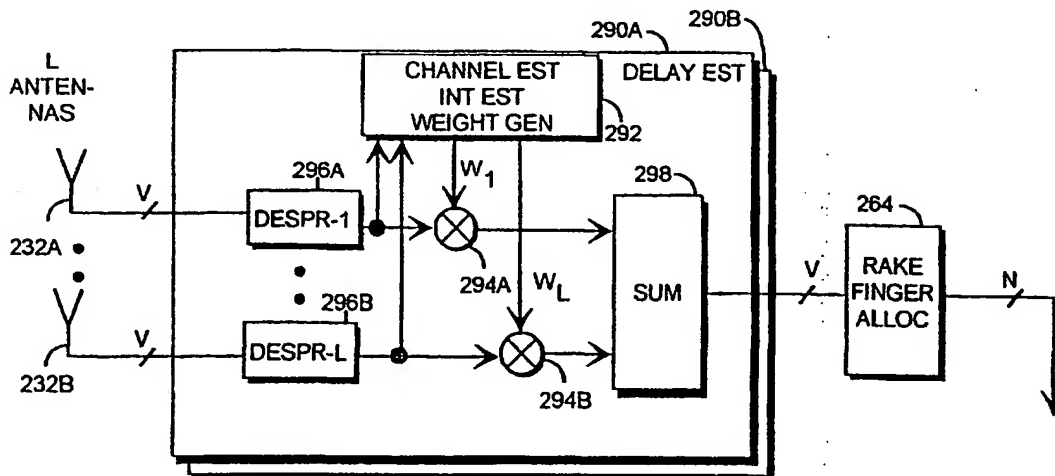 290B
290A
L
ANTEN-
NAS
CHANNEL EST
INT EST
WEIGHT GEN
DELAY EST
292
296A
V
DESPR-1
W1
298
264
232A
294A
WL
SUM
V
RAKE
FINGER
ALLOC
N
296B
V
DESPR-L
232B
294B